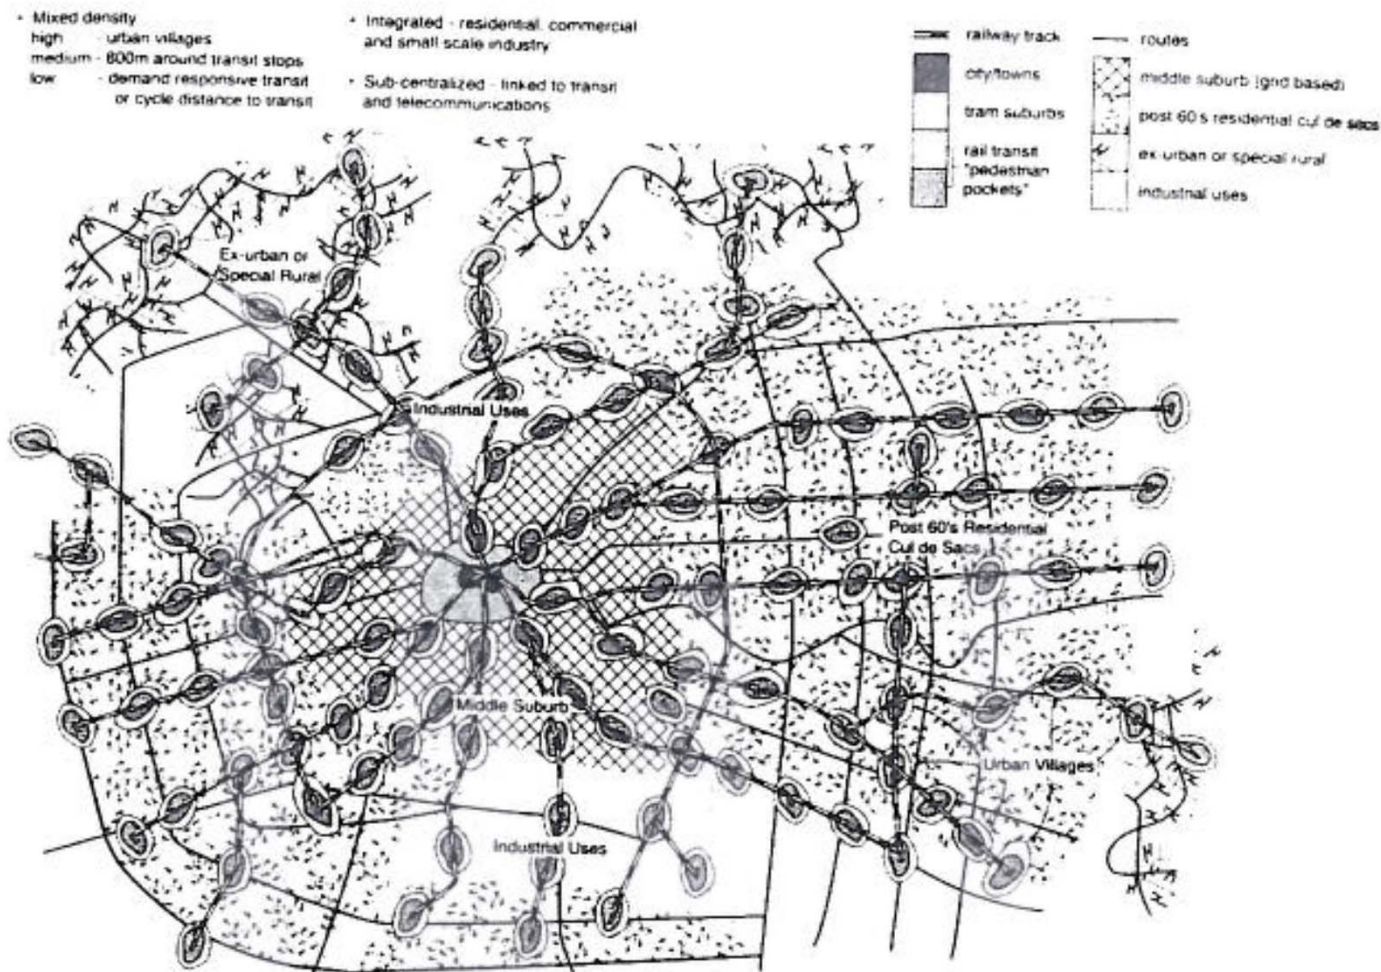 • Mixed density
high - urban villages
medium - 800m around transit stops
low - demand responsive transit
or cycle distance to transit
• Integrated - residential, commercial
and small scale industry
• Sub-centralized - linked to transit
and telecommunications
railway track
city/towns
tram suburbs
rail transit
"pedestrian
pockets"
routes
middle suburb (grid based)
post 60's residential cul de sacs
ex-urban or special rural
industrial uses
Ex-urban or
Special Rural
Industrial Uses
Post 60's Residential
Cul de Sacs
Middle Suburb
Urban Villages
Industrial Uses